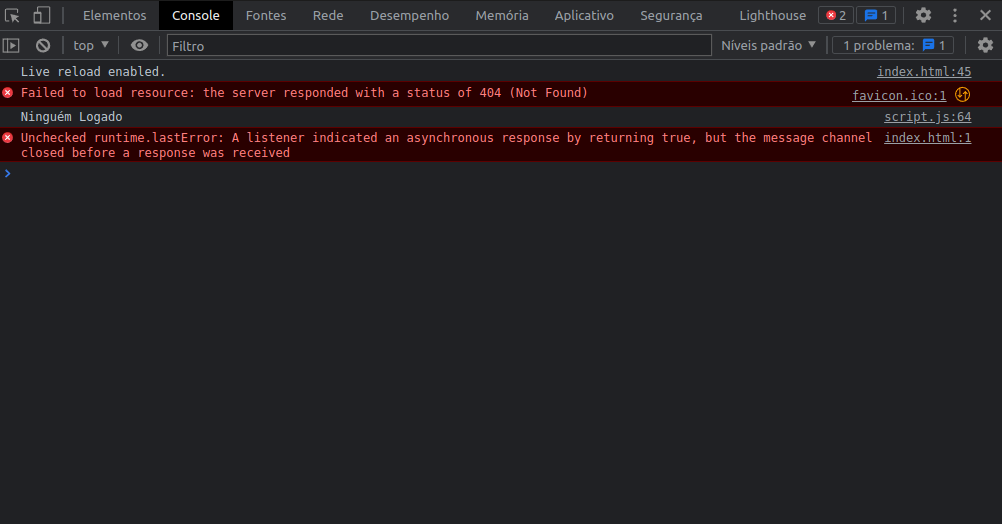 Elementos Console Fontes Rede Desempenho Memória Aplicativo Segurança Lighthouse 2 1
top Filtro Níveis padrão 1 problema: 1
Live reload enabled. index.html:45
Failed to load resource: the server responded with a status of 404 (Not Found) favicon.ico:1
Ninguém Logado script.js:64
Unchecked runtime.lastError: A listener indicated an asynchronous response by returning true, but the message channel index.html:1
closed before a response was received